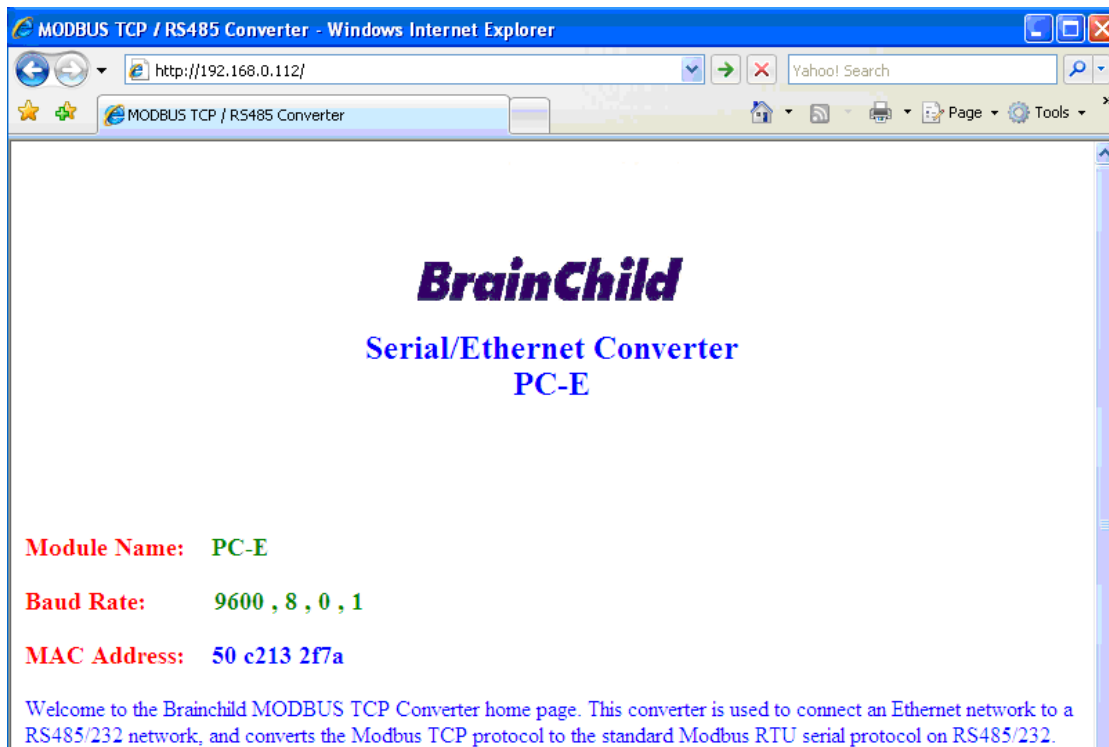 MODBUS TCP / RS485 Converter - Windows Internet Explorer
http://192.168.0.112/
Yahoo! Search
MODBUS TCP / RS485 Converter
Page
Tools
BrainChild
Serial/Ethernet Converter
PC-E
Module Name: PC-E
Baud Rate: 9600 , 8 , 0 , 1
MAC Address: 50 c213 2f7a
Welcome to the Brainchild MODBUS TCP Converter home page. This converter is used to connect an Ethernet network to a
RS485/232 network, and converts the Modbus TCP protocol to the standard Modbus RTU serial protocol on RS485/232.